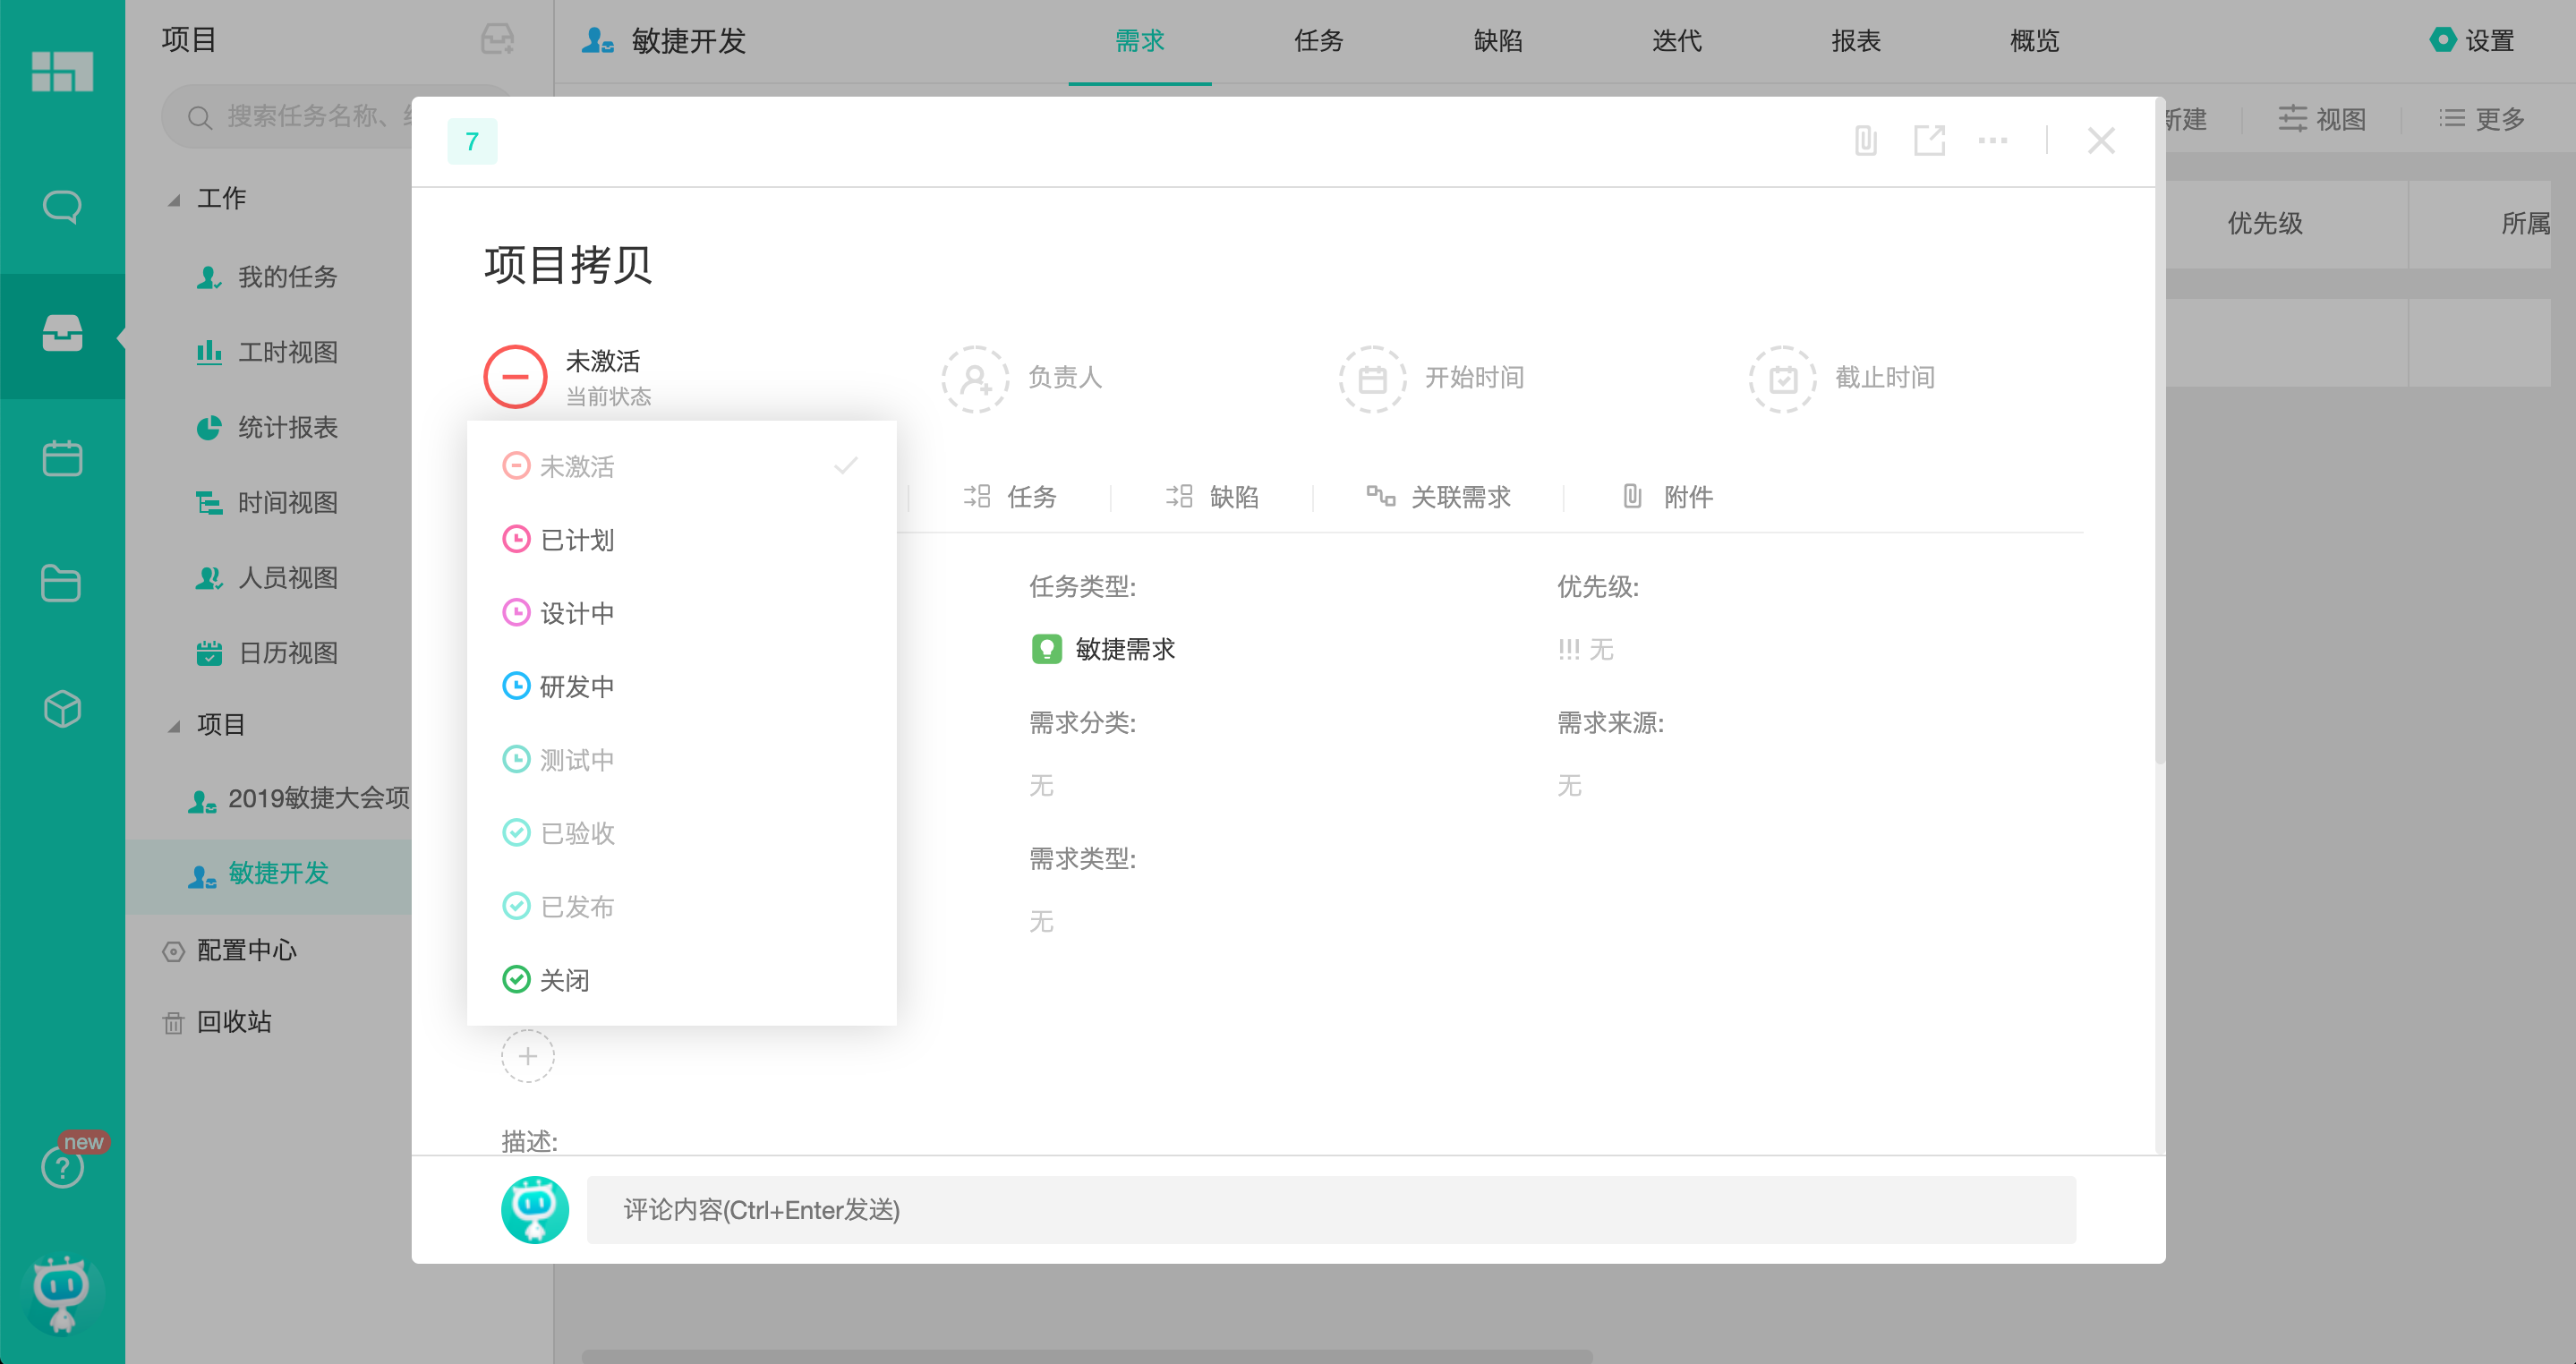 项目
搜索任务名称、
工作
我的任务
工时视图
统计报表
时间视图
人员视图
日历视图
项目
2019敏捷大会项
敏捷开发
配置中心
回收站
new
敏捷开发
需求
任务
缺陷
迭代
报表
概览
设置
新建
视图
更多
优先级
所属
7
项目拷贝
未激活
当前状态
负责人
开始时间
截止时间
未激活
已计划
设计中
研发中
测试中
已验收
已发布
关闭
任务
缺陷
关联需求
附件
任务类型:
敏捷需求
优先级:
!!! 无
需求分类:
无
需求来源:
无
需求类型:
无
描述:
评论内容(Ctrl+Enter发送)